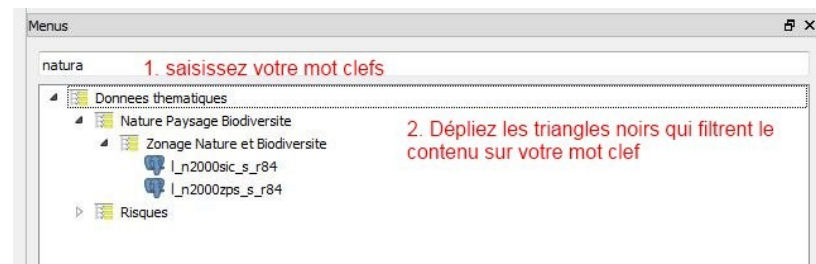 Menus
natura
1. saisissez votre mot clefs
Donnees thematiques
Nature Paysage Biodiversite
2. Dépliez les triangles noirs qui filtrent le
Zonage Nature et Biodiversite
contenu sur votre mot clef
l_n2000sic_s_r84
l_n2000zps_s_r84
Risques